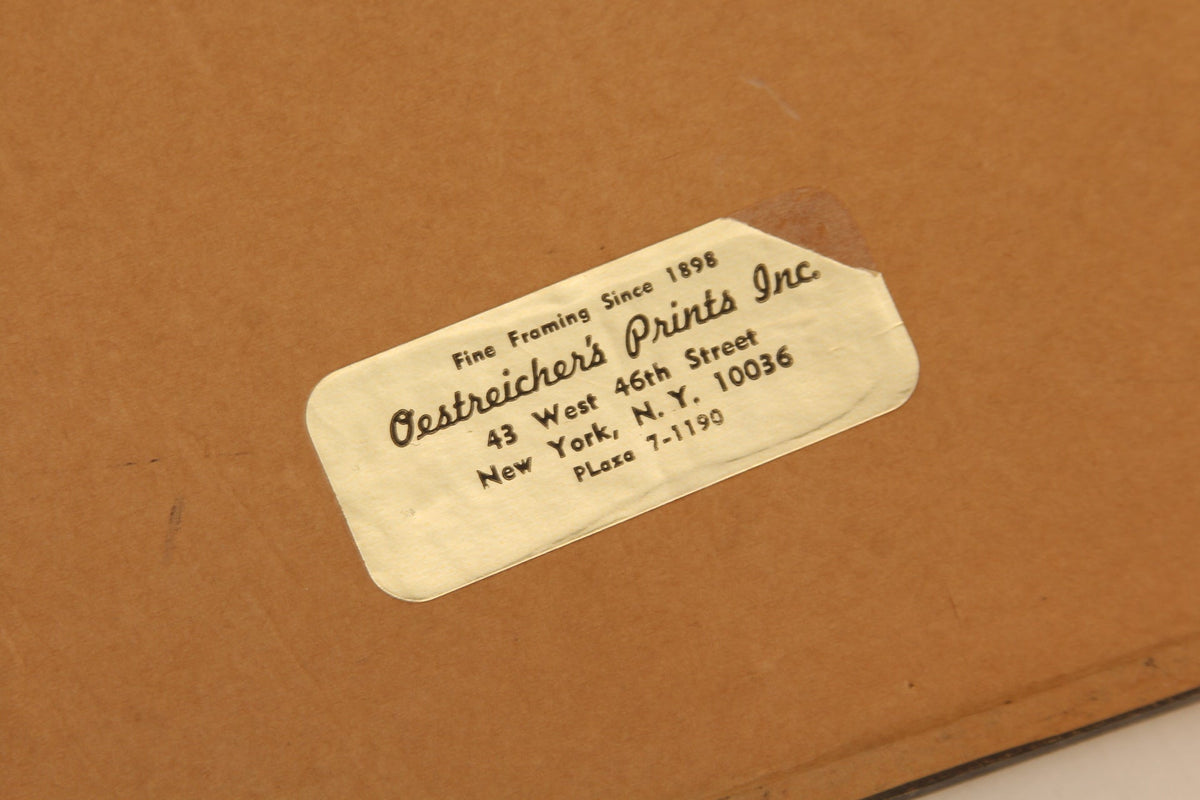 Fine Framing Since 1898
Oestreicher's Prints Inc.
43 West 46th Street
New York, N.Y. 10036
PLaza 7-1190